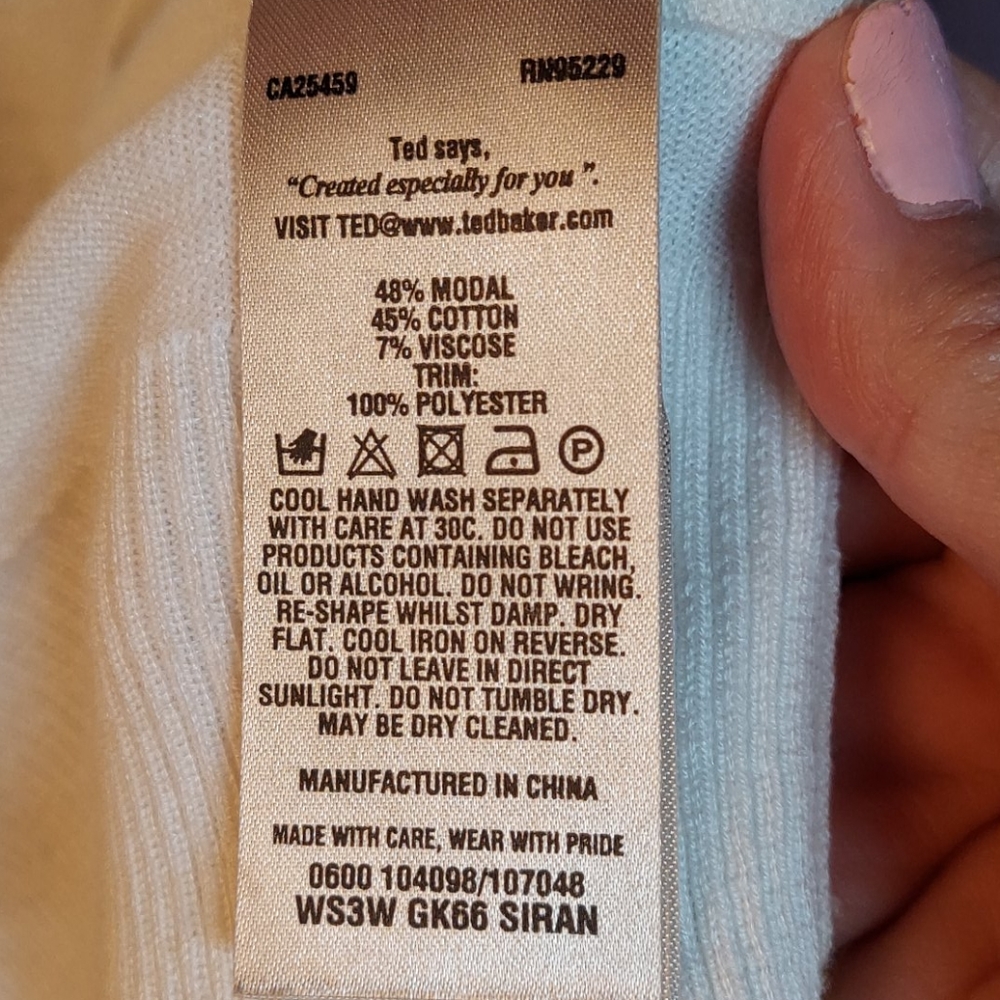 CA25459 RN95229
Ted says,
"Created especially for you ".
VISIT TED@www.tedbaker.com
48% MODAL
45% COTTON
7% VISCOSE
TRIM:
100% POLYESTER
P
COOL HAND WASH SEPARATELY
WITH CARE AT 30C. DO NOT USE
PRODUCTS CONTAINING BLEACH,
OIL OR ALCOHOL. DO NOT WRING.
RE-SHAPE WHILST DAMP. DRY
FLAT. COOL IRON ON REVERSE.
DO NOT LEAVE IN DIRECT
SUNLIGHT. DO NOT TUMBLE DRY.
MAY BE DRY CLEANED.
MANUFACTURED IN CHINA
MADE WITH CARE, WEAR WITH PRIDE
0600 104098/107048
WS3W GK66 SIRAN